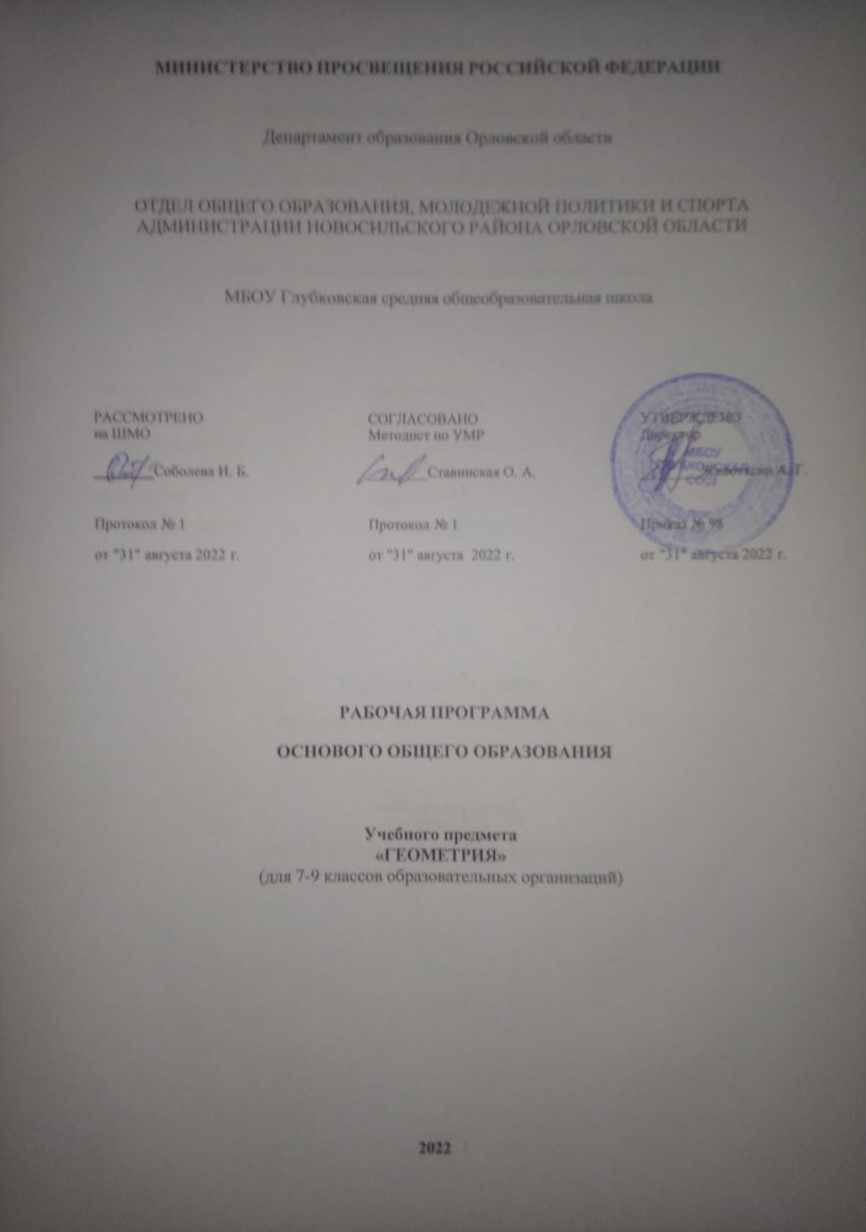 МИНИСТЕРСТВО ПРОСВЕЩЕНИЯ РОССИЙСКОЙ ФЕДЕРАЦИИ
Департамент образования Орловской области
ОТДЕЛ ОБЩЕГО ОБРАЗОВАНИЯ, МОЛОДЕЖНОЙ ПОЛИТИКИ И СПОРТА
АДМИНИСТРАЦИИ НОВОСИЛЬСКОГО РАЙОНА ОРЛОВСКОЙ ОБЛАСТИ
МБОУ Глубковская средняя общеобразовательная школа
РАССМОТРЕНО
на ШМО
Соболева И. Б.
Протокол № 1
от "31" августа 2022 г.
СОГЛАСОВАНО
Методист по УМР
Ставинская О. А.
Протокол № 1
от "31" августа 2022 г.
УТВЕРЖДЕНО
Директор
А. Г.
Приказ № 98
от "31" августа 2022 г.
МБОУ
РАБОЧАЯ ПРОГРАММА
ОСНОВОГО ОБЩЕГО ОБРАЗОВАНИЯ
Учебного предмета
«ГЕОМЕТРИЯ»
(для 7-9 классов образовательных организаций)
2022